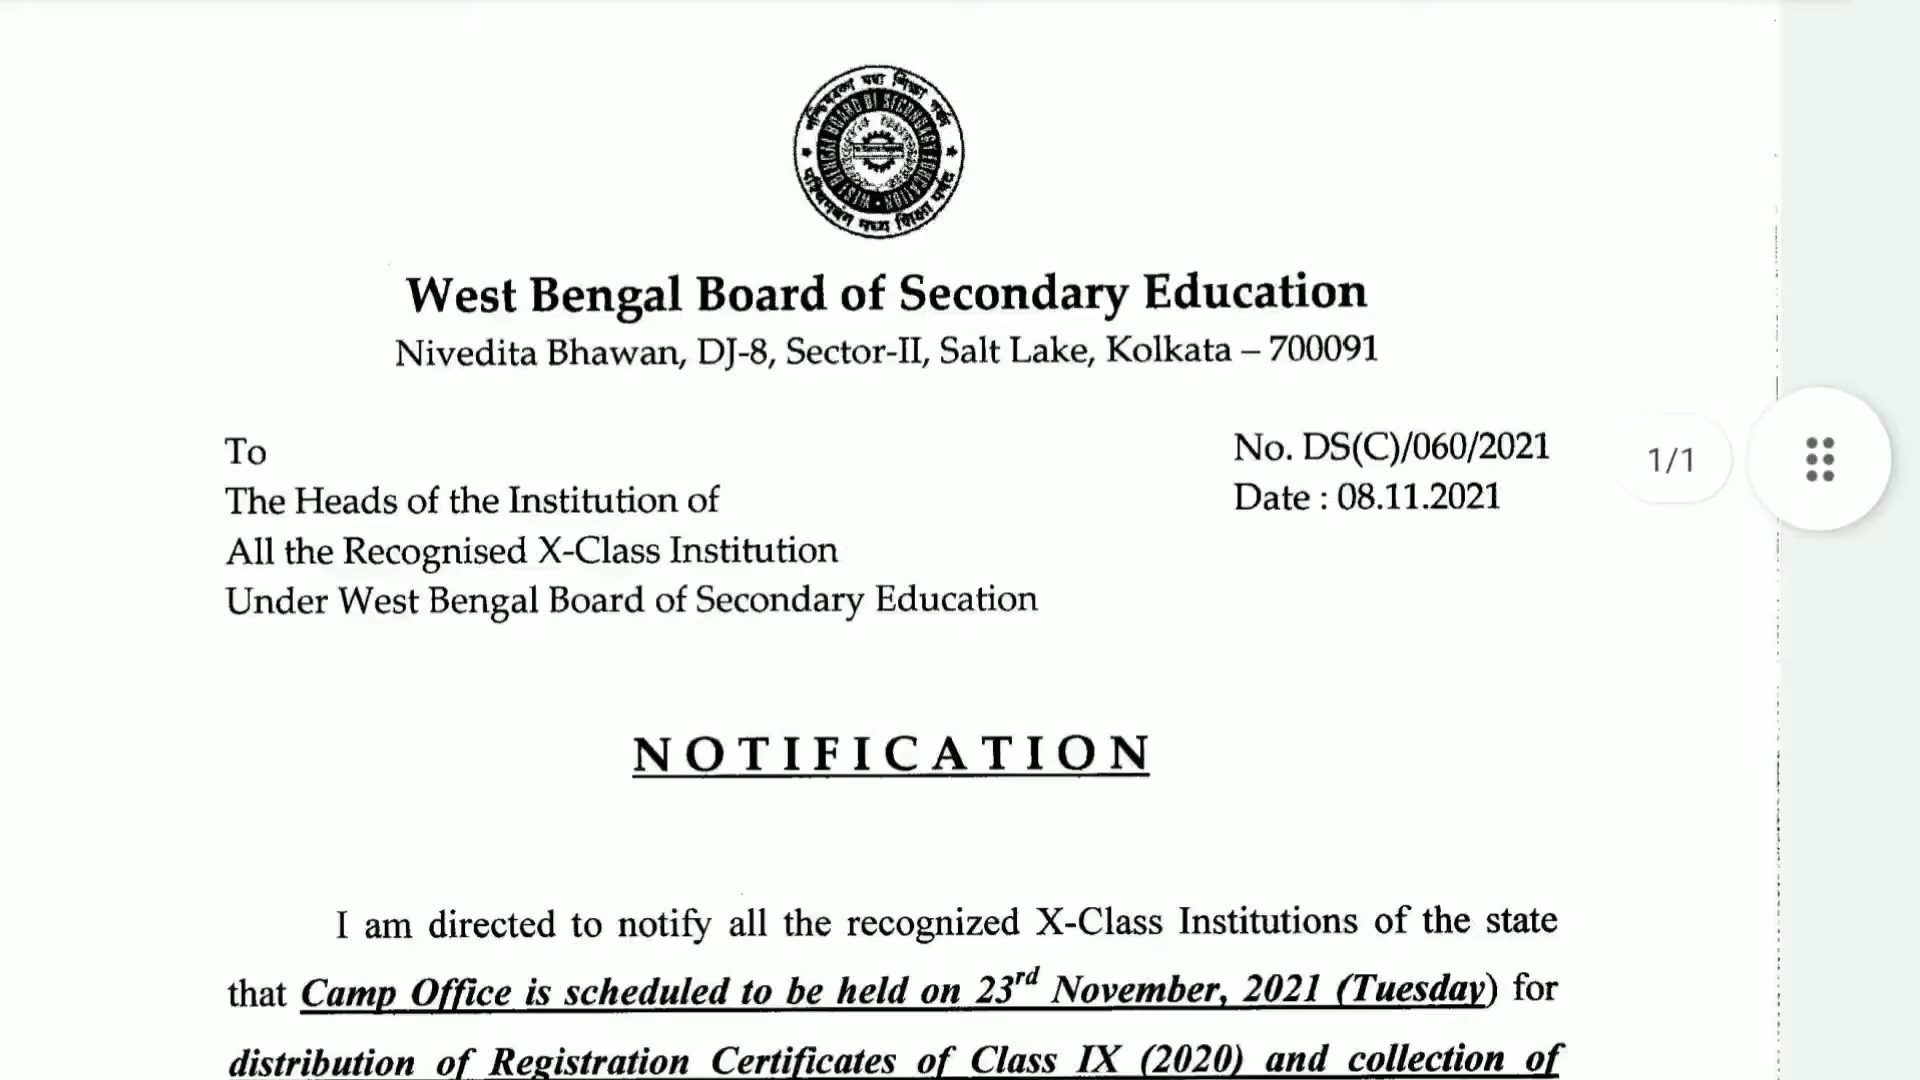 West Bengal Board of Secondary Education
Nivedita Bhawan, DJ-8, Sector-II, Salt Lake, Kolkata – 700091
To
No. DS(C)/060/2021
The Heads of the Institution of
Date : 08.11.2021
1/1
All the Recognised X-Class Institution
Under West Bengal Board of Secondary Education
NOTIFICATION
I am directed to notify all the recognized X-Class Institutions of the state
that Camp Office is scheduled to be held on 23rd November, 2021 (Tuesday) for
distribution of Registration Certificates of Class IX (2020) and collection of